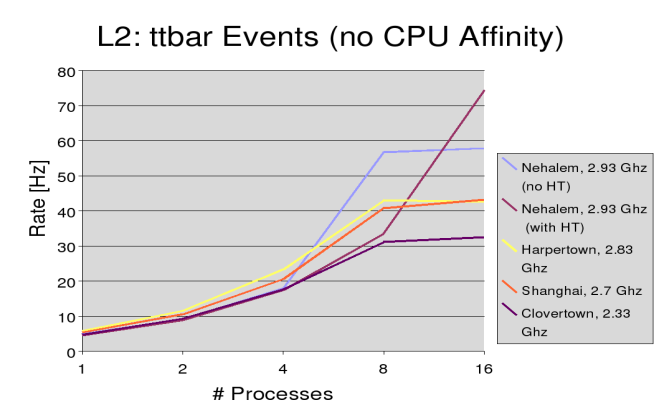 L2: ttbar Events (no CPU Affinity)
80
70
60
50
40
30
20
10
0
Rate [Hz]
1 2 4 8 16
# Processes
Nehalem, 2.93 Ghz
(no HT)
Nehalem, 2.93 Ghz
(with HT)
Harpertown, 2.83
Ghz
Shanghai, 2.7 Ghz
Clovertown, 2.33
Ghz